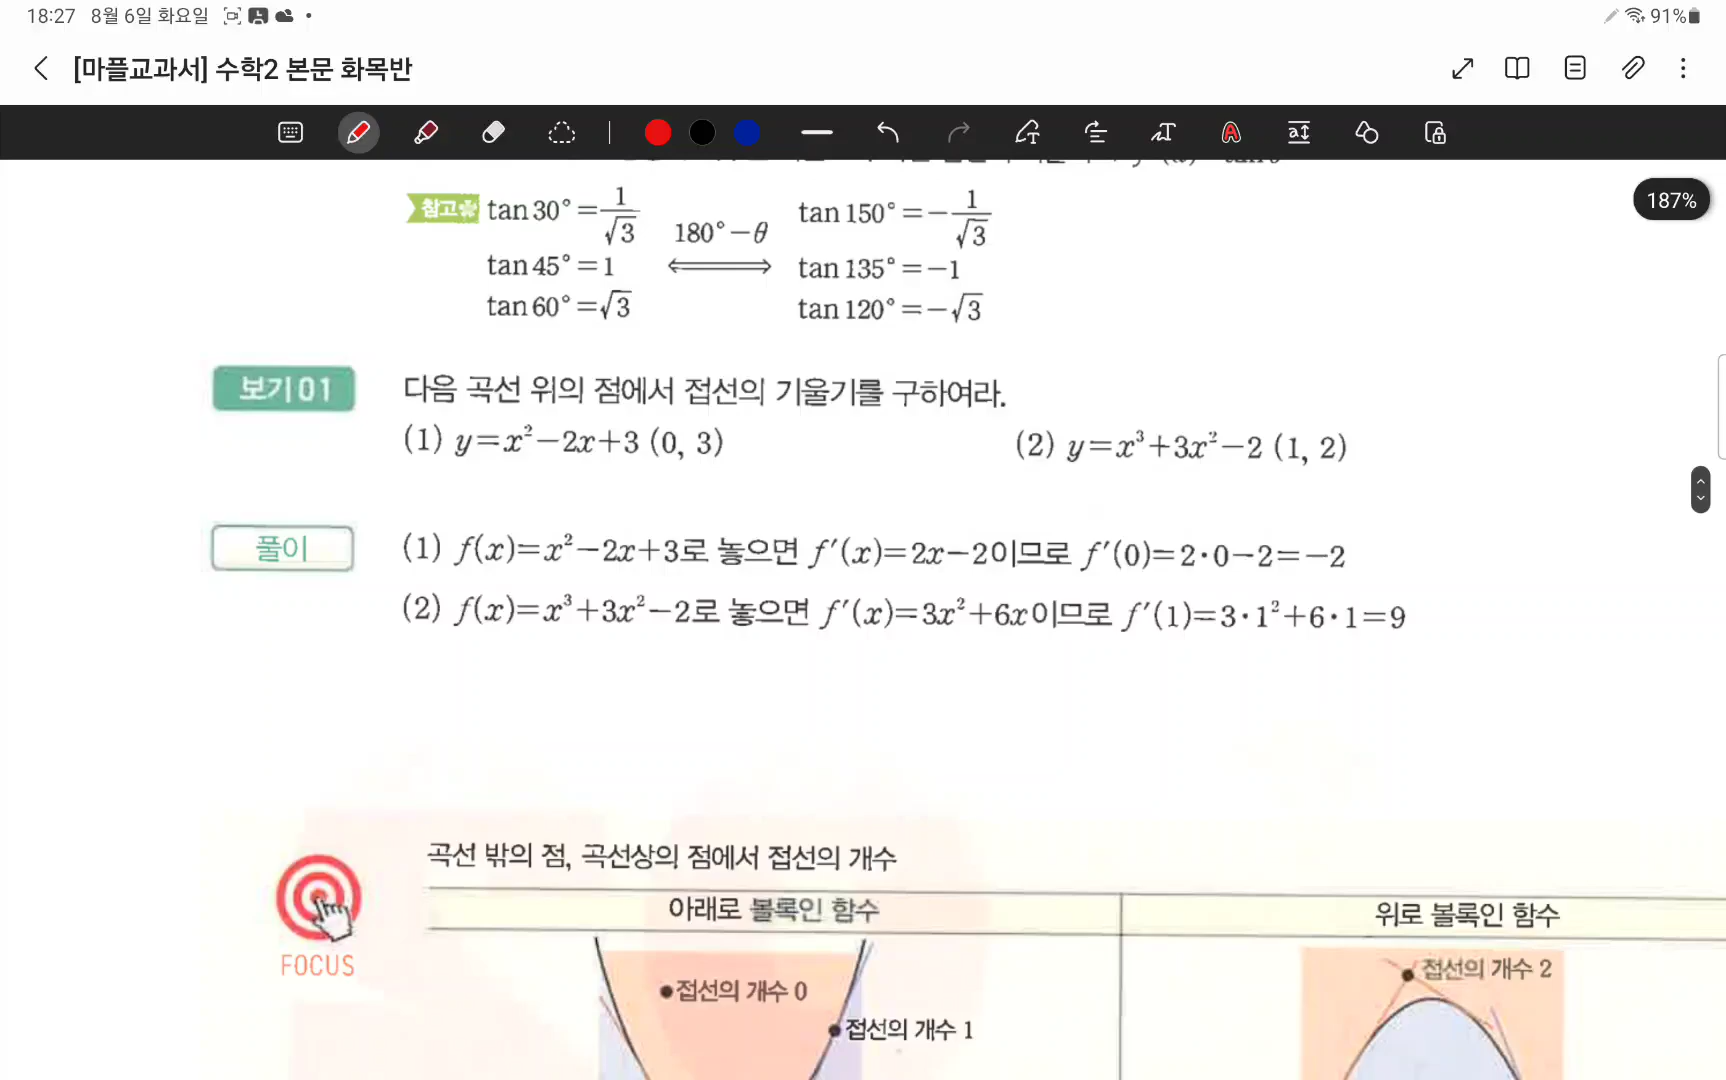 18:27 8월 6일 화요일
91%
[마플교과서] 수학2 본문 화목반
187%
참고 tan 30° = 1/√3
tan 45° = 1
tan 60° = √3
180° − θ
tan 150° = − 1/√3
tan 135° = −1
tan 120° = −√3
보기 01 다음 곡선 위의 점에서 접선의 기울기를 구하여라.
(1) y = x² − 2x + 3 (0, 3) (2) y = x³ + 3x² − 2 (1, 2)
풀이 (1) f(x) = x² − 2x + 3로 놓으면 f′(x) = 2x − 2이므로 f′(0) = 2·0 − 2 = −2
(2) f(x) = x³ + 3x² − 2로 놓으면 f′(x) = 3x² + 6x이므로 f′(1) = 3·1² + 6·1 = 9
FOCUS
곡선 밖의 점, 곡선상의 점에서 접선의 개수
아래로 볼록인 함수 위로 볼록인 함수
접선의 개수 0
접선의 개수 1
접선의 개수 2